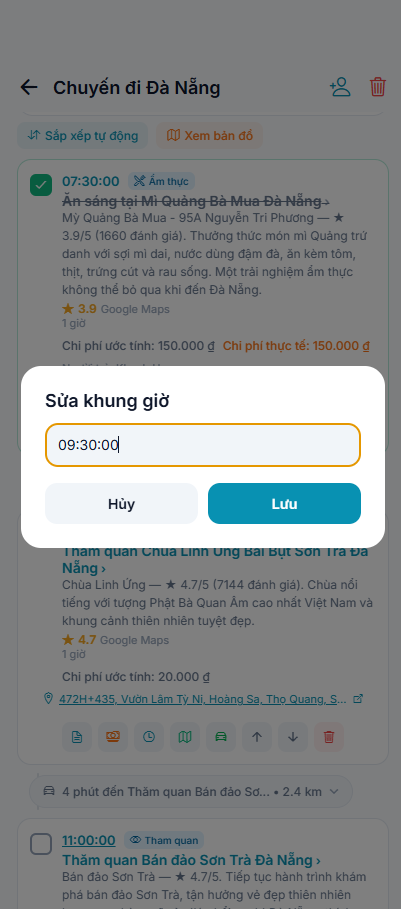 Chuyến đi Đà Nẵng
Sắp xếp tự động
Xem bản đồ
07:30:00 Ẩm thực
Ăn sáng tại Mì Quảng Bà Mua Đà Nẵng ›
Mỳ Quảng Bà Mua - 95A Nguyễn Tri Phương — ★
3.9/5 (1660 đánh giá). Thưởng thức món mì Quảng trứ
danh với sợi mì dai, nước dùng đậm đà, ăn kèm tôm,
thịt, trứng cút và rau sống. Một trải nghiệm ẩm thực
không thể bỏ qua khi đến Đà Nẵng.
★ 3.9 Google Maps
1 giờ
Chi phí ước tính: 150.000 ₫ Chi phí thực tế: 150.000 ₫
Sửa khung giờ
09:30:00
Hủy
Lưu
Tham quan Chùa Linh Ứng Bãi Bụt Sơn Trà Đà
Nẵng ›
Chùa Linh Ứng — ★ 4.7/5 (7144 đánh giá). Chùa nổi
tiếng với tượng Phật Bà Quan Âm cao nhất Việt Nam và
khung cảnh thiên nhiên tuyệt đẹp.
★ 4.7 Google Maps
1 giờ
Chi phí ước tính: 20.000 ₫
472H+435, Vườn Lâm Tỳ Ni, Hoàng Sa, Thọ Quang, S...
4 phút đến Thăm quan Bán đảo Sơ... • 2.4 km
11:00:00 Tham quan
Thăm quan Bán đảo Sơn Trà Đà Nẵng ›
Bán đảo Sơn Trà — ★ 4.7/5. Tiếp tục hành trình khám
phá bán đảo Sơn Trà, tận hưởng vẻ đẹp thiên nhiên